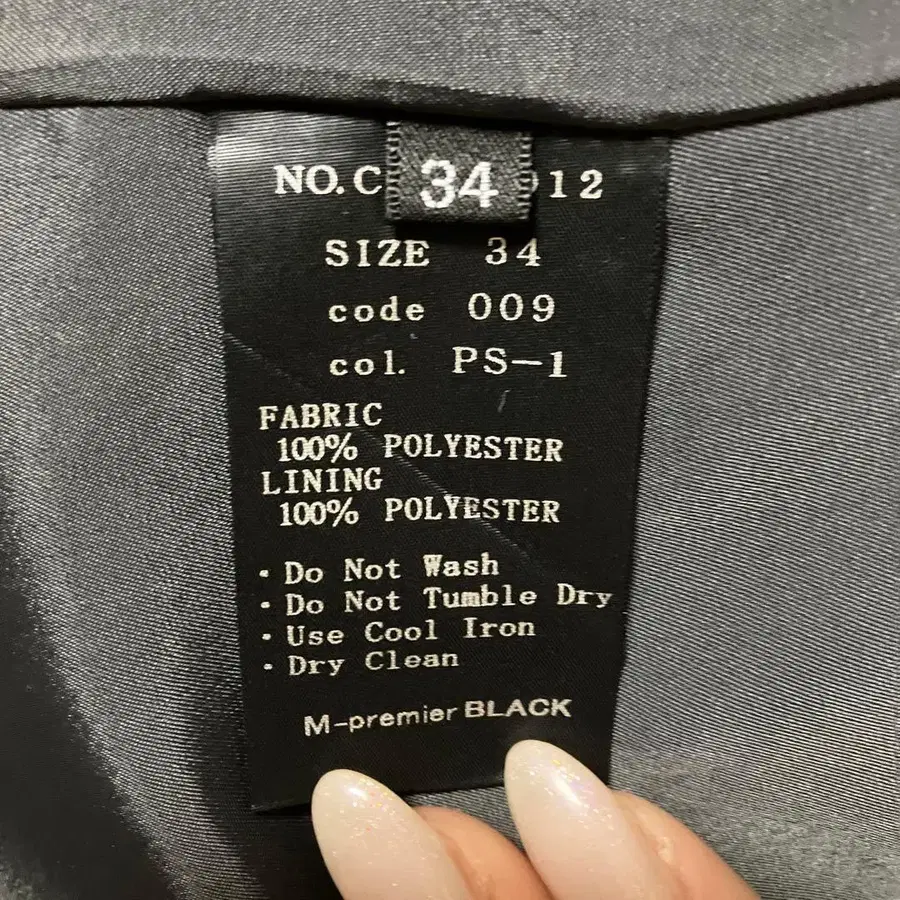 NO.C 34 12
SIZE 34
code 009
col. PS-1
FABRIC
100% POLYESTER
LINING
100% POLYESTER
・Do Not Wash
・Do Not Tumble Dry
・Use Cool Iron
・Dry Clean
M-premier BLACK